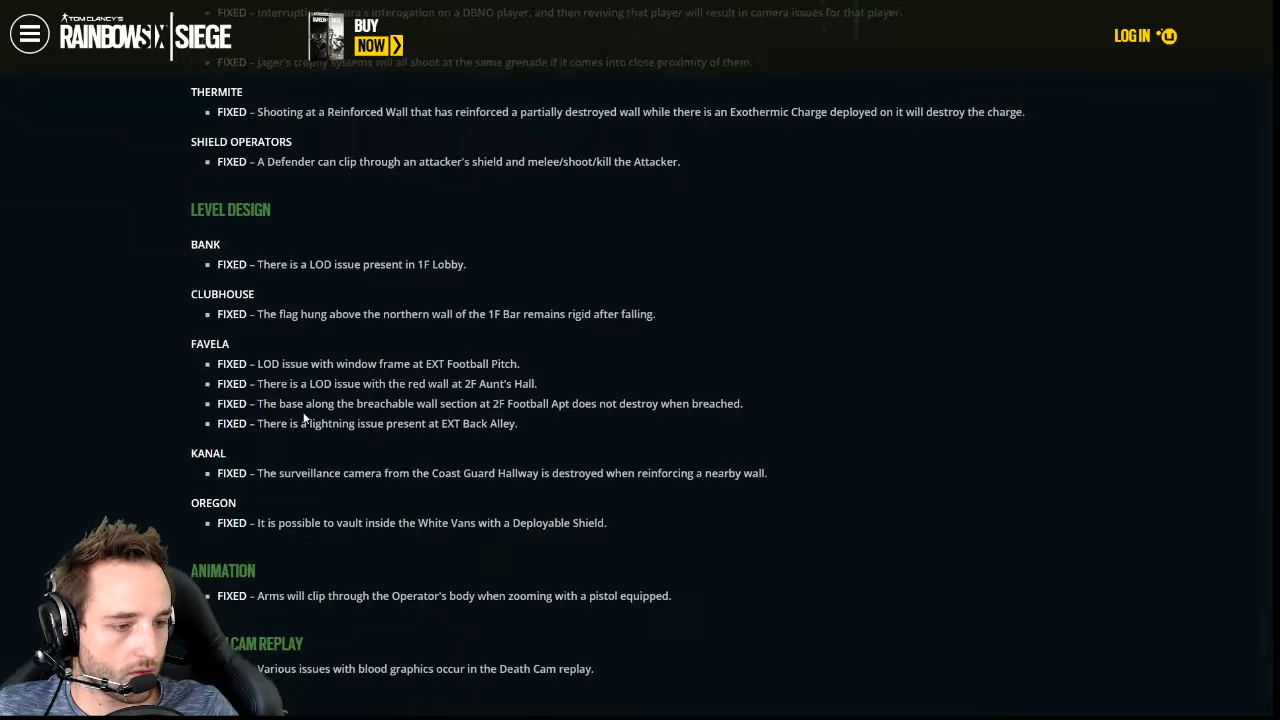 FIXED – Interrupting Caveira's interogation on a DBNO player, and then reviving that player will result in camera issues for that player.
TOM CLANCY'S
RAINBOW SIX | SIEGE
BUY
NOW
LOG IN
FIXED – Jager's trophy systems will all shoot at the same grenade if it comes into close proximity of them.
THERMITE
FIXED – Shooting at a Reinforced Wall that has reinforced a partially destroyed wall while there is an Exothermic Charge deployed on it will destroy the charge.
SHIELD OPERATORS
FIXED – A Defender can clip through an attacker's shield and melee/shoot/kill the Attacker.
LEVEL DESIGN
BANK
FIXED – There is a LOD issue present in 1F Lobby.
CLUBHOUSE
FIXED – The flag hung above the northern wall of the 1F Bar remains rigid after falling.
FAVELA
FIXED – LOD issue with window frame at EXT Football Pitch.
FIXED – There is a LOD issue with the red wall at 2F Aunt's Hall.
FIXED – The base along the breachable wall section at 2F Football Apt does not destroy when breached.
FIXED – There is a lightning issue present at EXT Back Alley.
KANAL
FIXED – The surveillance camera from the Coast Guard Hallway is destroyed when reinforcing a nearby wall.
OREGON
FIXED – It is possible to vault inside the White Vans with a Deployable Shield.
ANIMATION
FIXED – Arms will clip through the Operator's body when zooming with a pistol equipped.
CAM REPLAY
Various issues with blood graphics occur in the Death Cam replay.